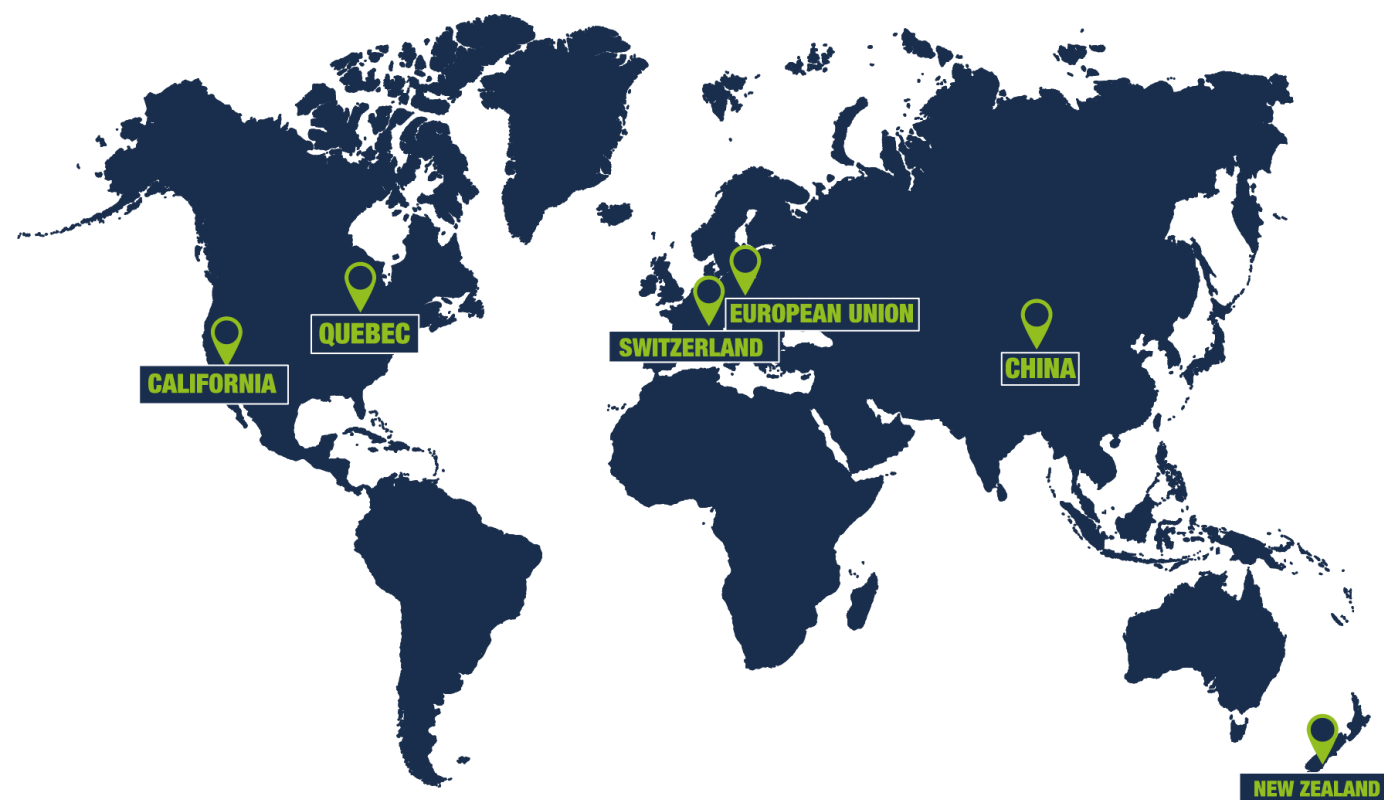 QUEBEC
EUROPEAN UNION
SWITZERLAND
CHINA
CALIFORNIA
NEW ZEALAND